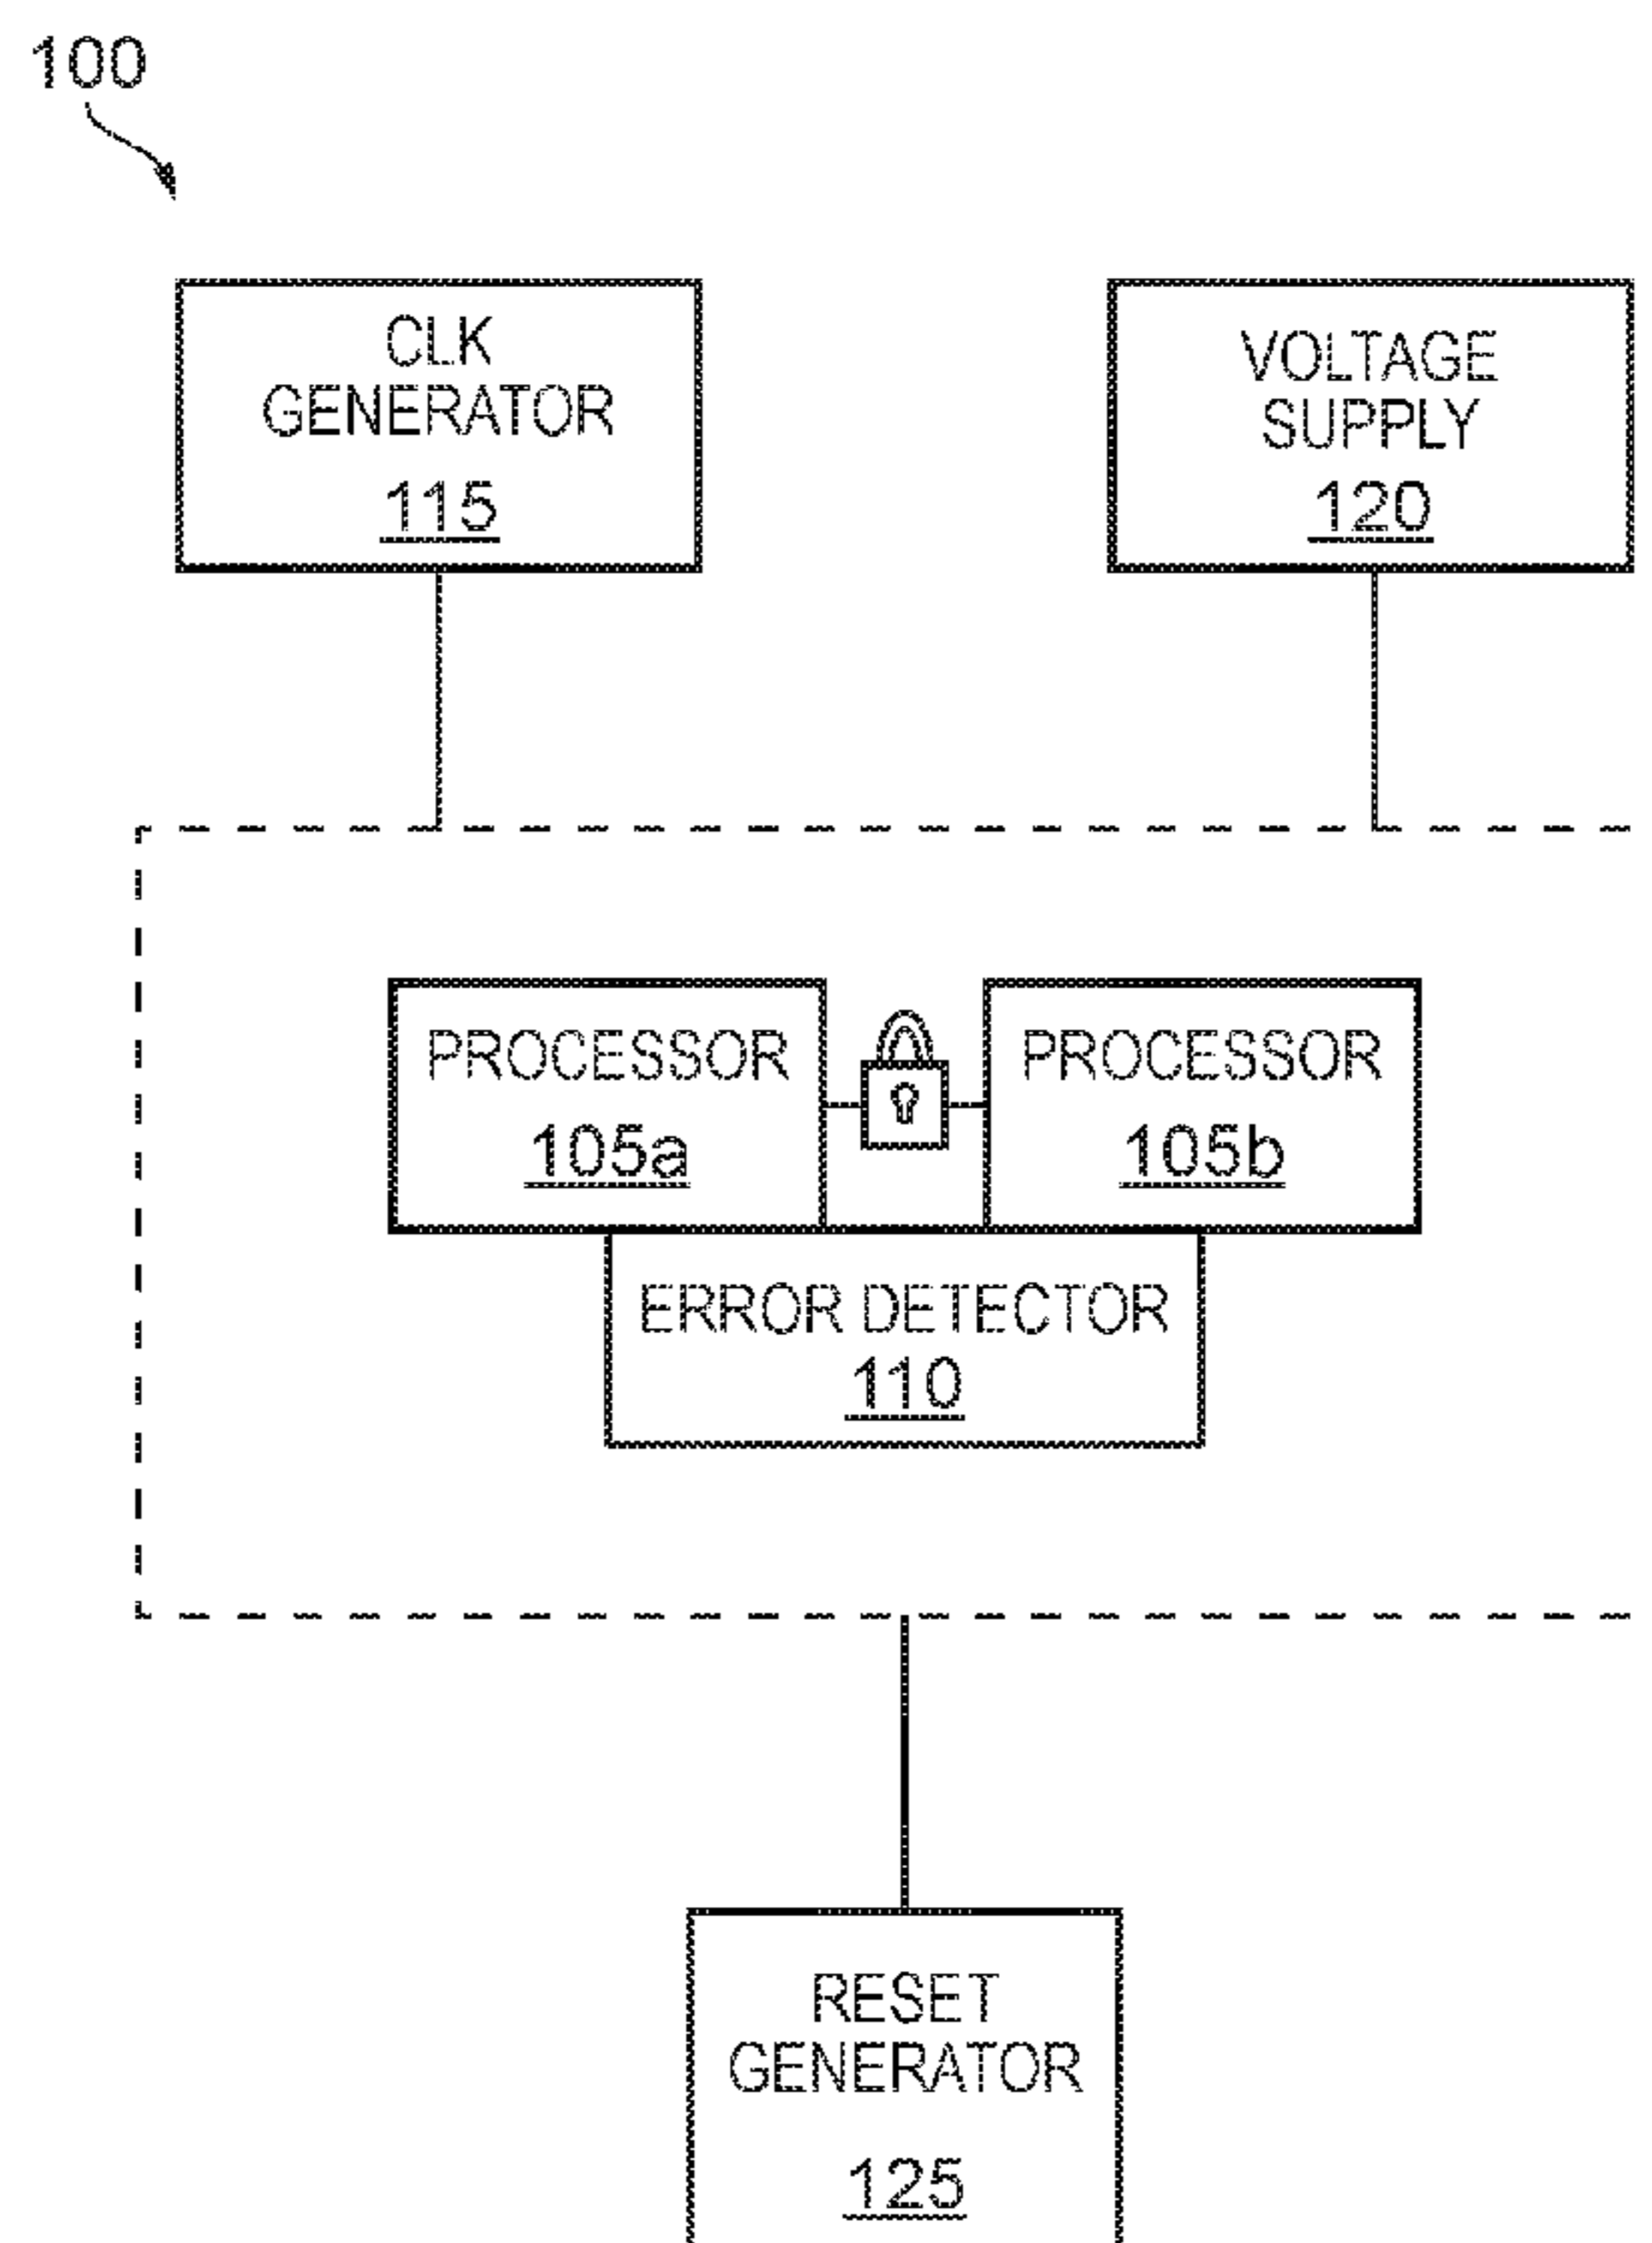 100
CLK
GENERATOR
115
VOLTAGE
SUPPLY
120
PROCESSOR
105a
PROCESSOR
105b
ERROR DETECTOR
110
RESET
GENERATOR
125